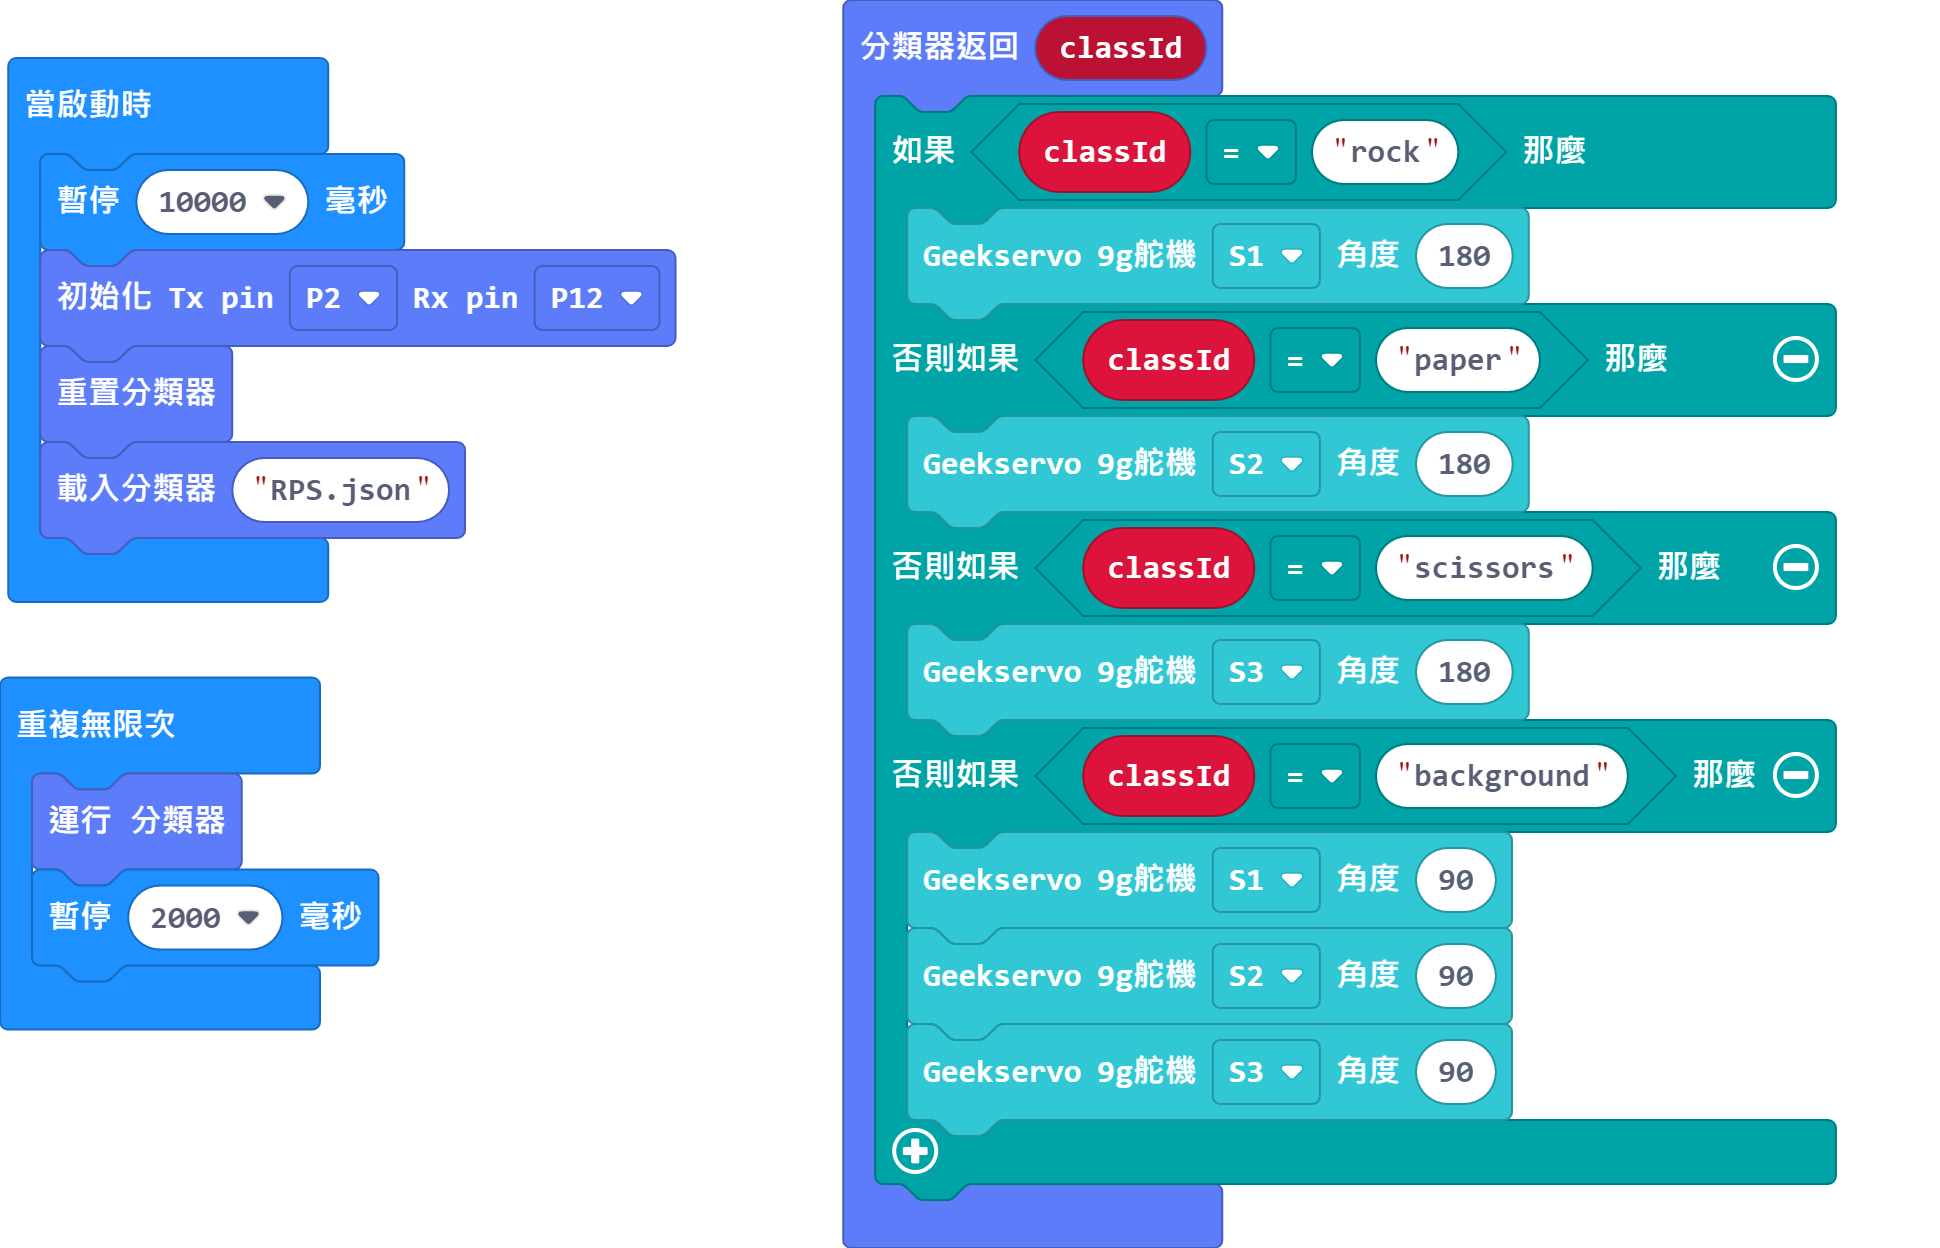 當啟動時
暫停 10000 毫秒
初始化 Tx pin P2 Rx pin P12
重置分類器
載入分類器 "RPS.json"
重複無限次
運行 分類器
暫停 2000 毫秒
分類器返回 classId
如果 classId = "rock" 那麼
Geekservo 9g舵機 S1 角度 180
否則如果 classId = "paper" 那麼
Geekservo 9g舵機 S2 角度 180
否則如果 classId = "scissors" 那麼
Geekservo 9g舵機 S3 角度 180
否則如果 classId = "background" 那麼
Geekservo 9g舵機 S1 角度 90
Geekservo 9g舵機 S2 角度 90
Geekservo 9g舵機 S3 角度 90